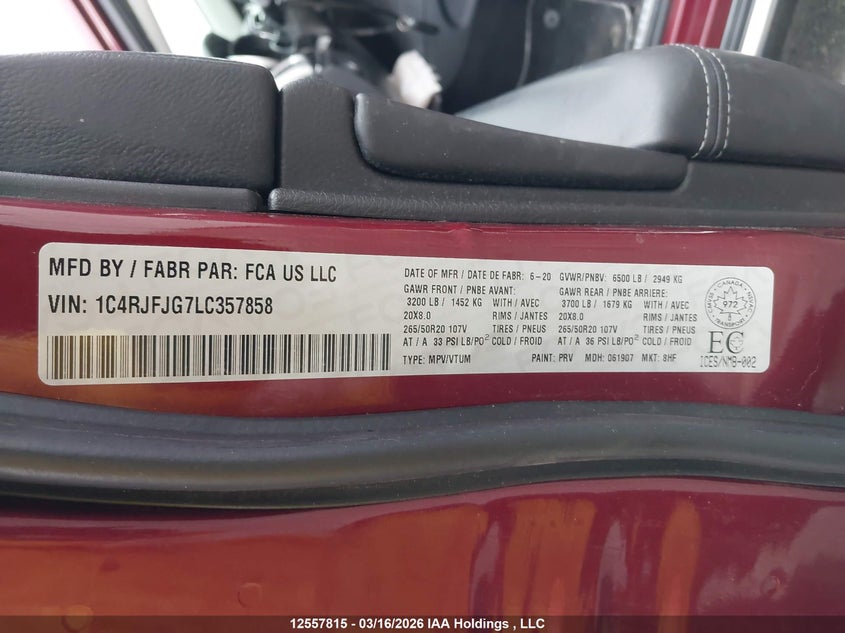 MFD BY / FABR PAR: FCA US LLC
VIN: 1C4RJFJG7LC357858
DATE OF MFR / DATE DE FABR: 6-20 GVWR/PNBV: 6500 LB / 2949 KG
GAWR FRONT / PNBE AVANT: GAWR REAR / PNBE ARRIERE:
3200 LB / 1452 KG WITH / AVEC 3700 LB / 1679 KG WITH / AVEC
20X8.0 RIMS / JANTES 20X8.0 RIMS / JANTES
265/50R20 107V TIRES / PNEUS 265/50R20 107V TIRES / PNEUS
AT / A 33 PSI LB/PO² COLD / FROID AT / A 36 PSI LB/PO² COLD / FROID
TYPE: MPV/VTUM PAINT: PRV MDH: 061907 MKT: 8HF
CANADA
CMVSS NSVAC
972
8
TRANSPORT
EC
ICES/NMB-002
12557815 - 03/16/2026 IAA Holdings , LLC